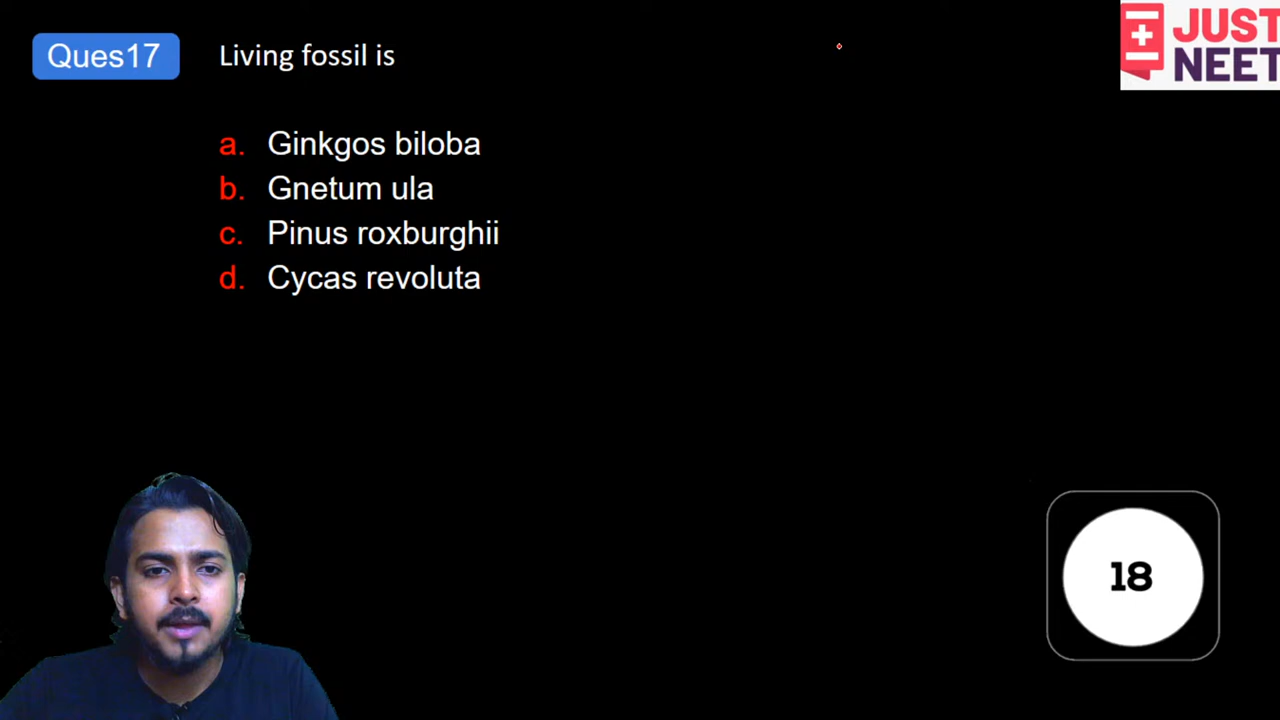 Ques17 Living fossil is
a. Ginkgos biloba
b. Gnetum ula
c. Pinus roxburghii
d. Cycas revoluta
JUST
NEET
18